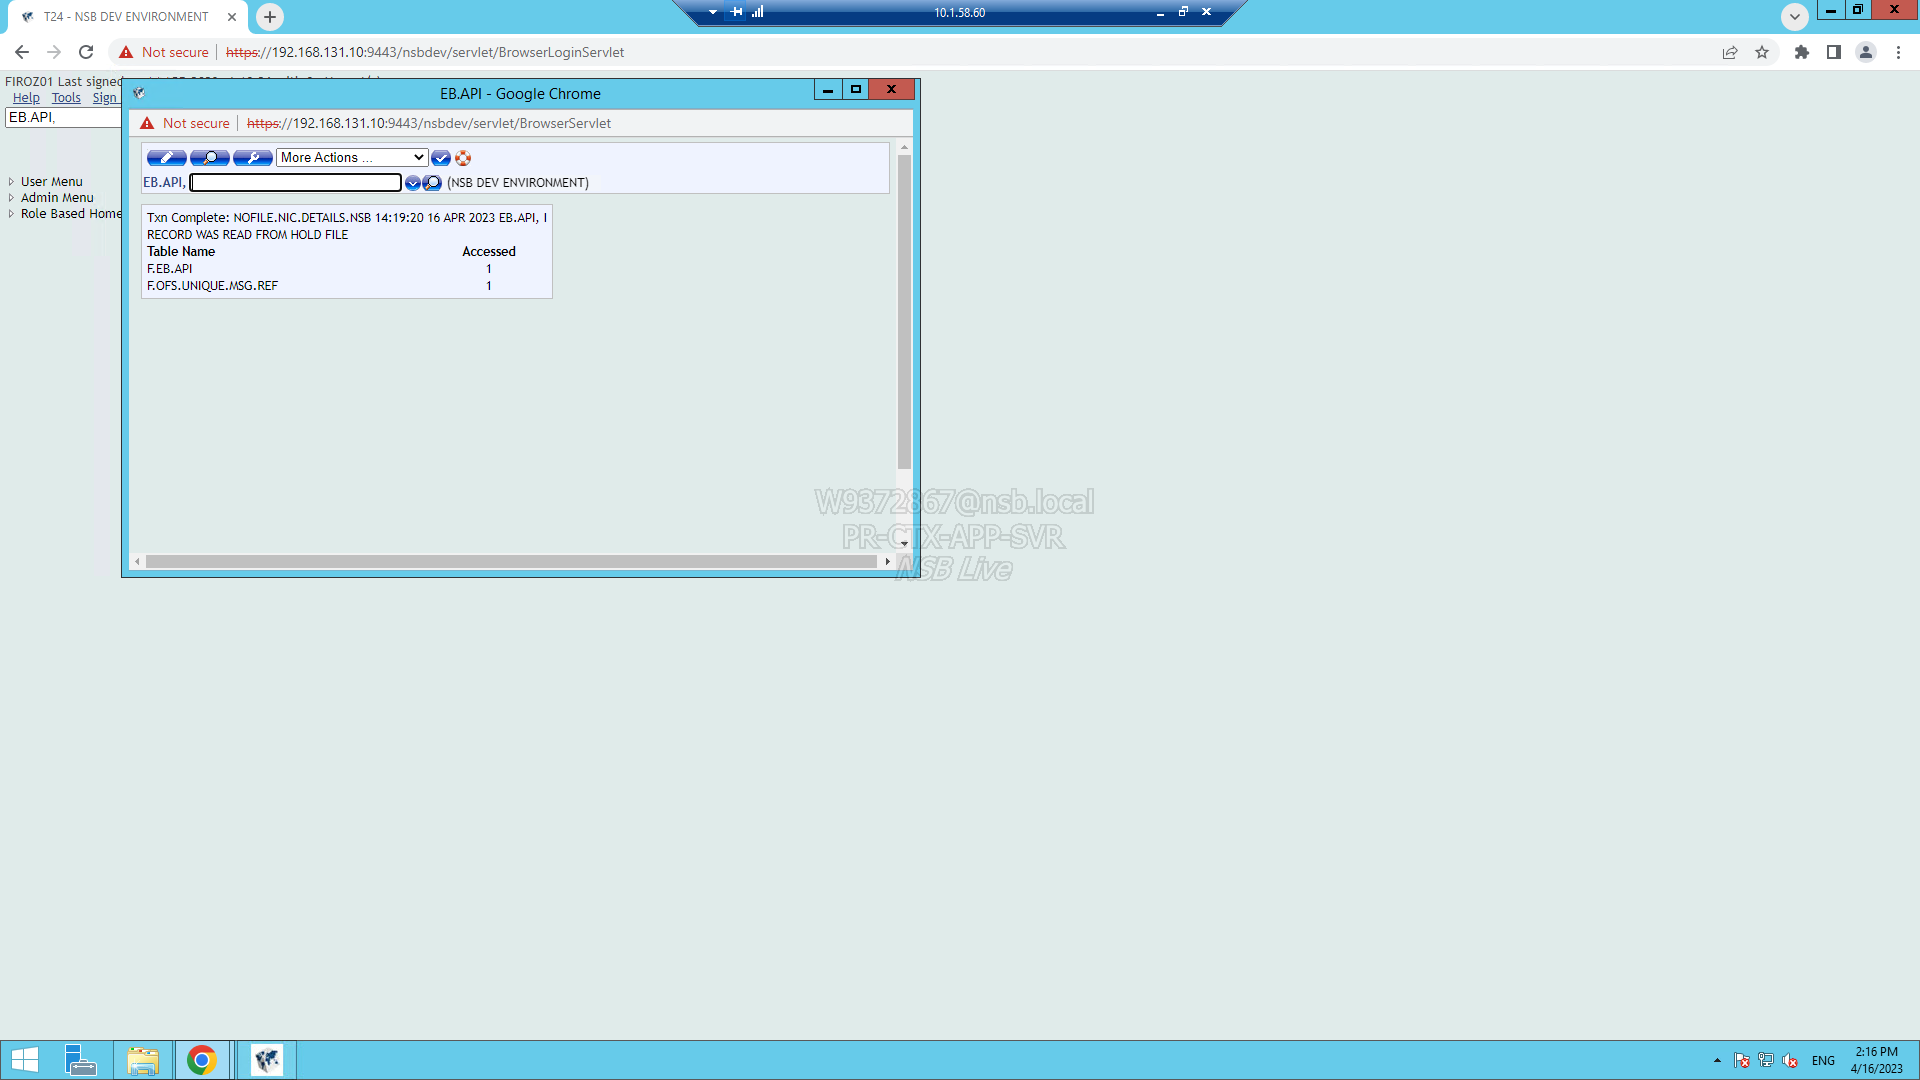 T24 - NSB DEV ENVIRONMENT
10.1.58.60
Not secure https://192.168.131.10:9443/nsbdev/servlet/BrowserLoginServlet
FIROZ01 Last signed
Help Tools Sign
EB.API,
User Menu
Admin Menu
Role Based Home
EB.API - Google Chrome
Not secure https://192.168.131.10:9443/nsbdev/servlet/BrowserServlet
More Actions ...
EB.API, (NSB DEV ENVIRONMENT)
Txn Complete: NOFILE.NIC.DETAILS.NSB 14:19:20 16 APR 2023 EB.API, I
RECORD WAS READ FROM HOLD FILE
Table Name Accessed
F.EB.API 1
F.OFS.UNIQUE.MSG.REF 1
W9372867@nsb.local
PR-CTX-APP-SVR
NSB Live
ENG
2:16 PM
4/16/2023